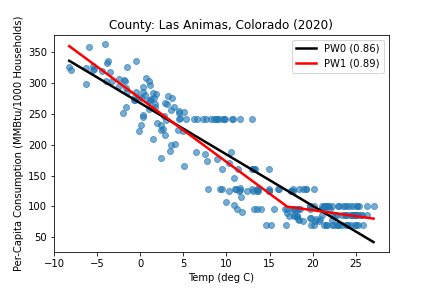 County: Las Animas, Colorado (2020)
PW0 (0.86)
PW1 (0.89)
Per-Capita Consumption (MMBtu/1000 Households)
350
300
250
200
150
100
50
−10 −5 0 5 10 15 20 25
Temp (deg C)